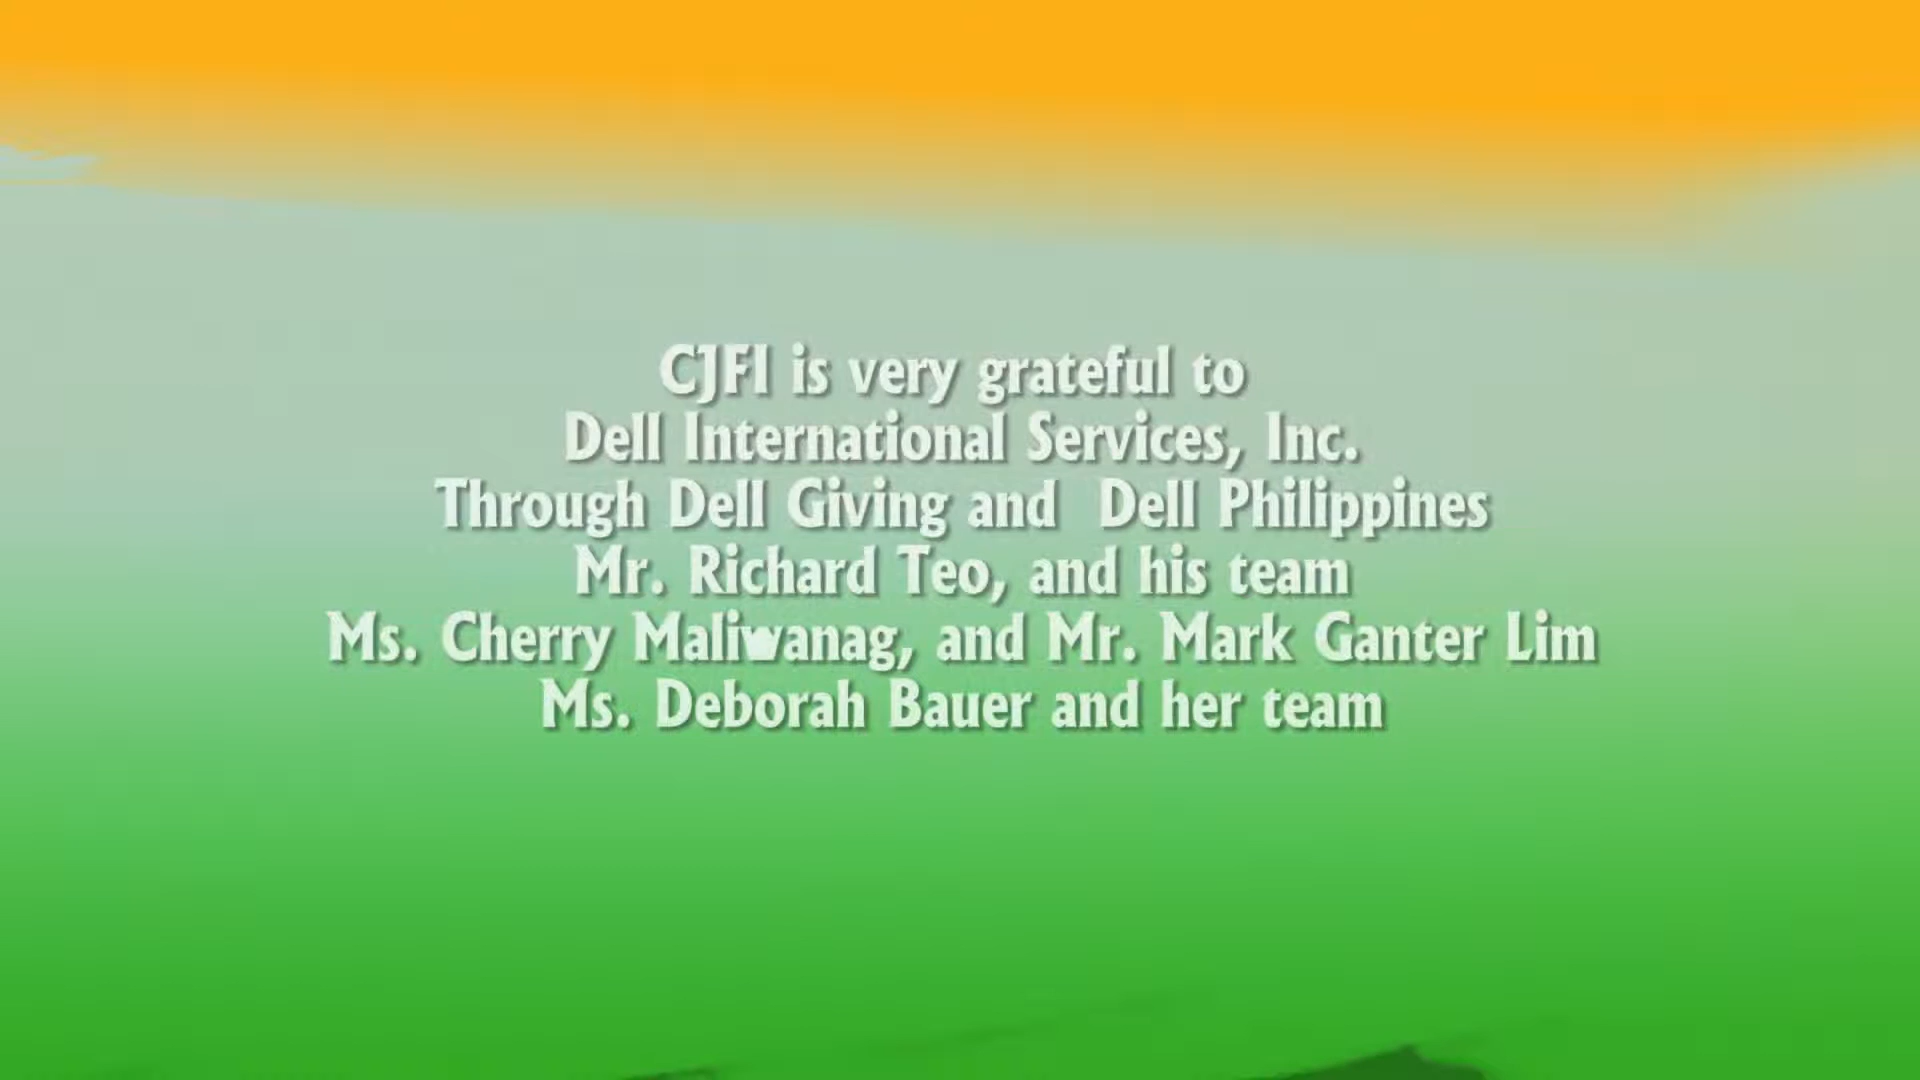 CJFI is very grateful to
Dell International Services, Inc.
Through Dell Giving and  Dell Philippines
Mr. Richard Teo, and his team
Ms. Cherry Maliwanag, and Mr. Mark Ganter Lim
Ms. Deborah Bauer and her team